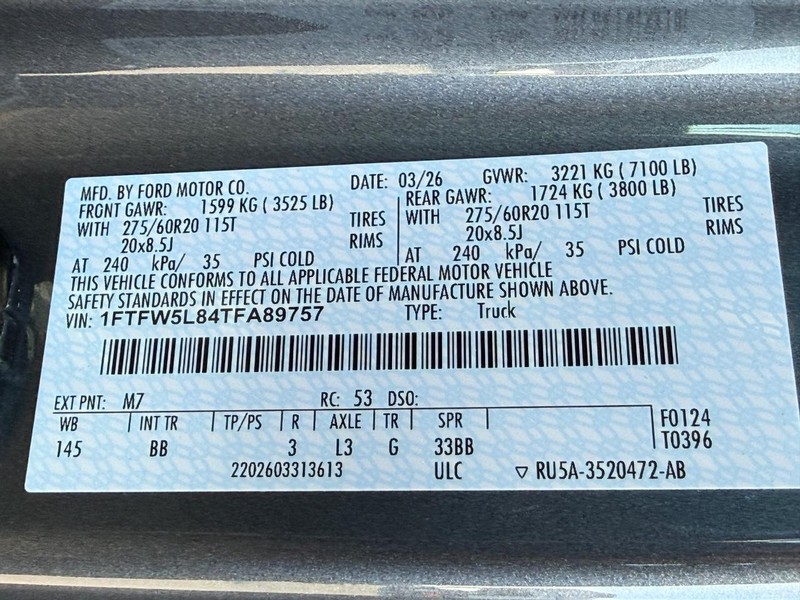 MFD. BY FORD MOTOR CO. DATE: 03/26 GVWR: 3221 KG ( 7100 LB)
FRONT GAWR: 1599 KG ( 3525 LB) REAR GAWR: 1724 KG ( 3800 LB)
WITH 275/60R20 115T TIRES WITH 275/60R20 115T TIRES
20x8.5J RIMS 20x8.5J RIMS
AT 240 kPa/ 35 PSI COLD AT 240 kPa/ 35 PSI COLD
THIS VEHICLE CONFORMS TO ALL APPLICABLE FEDERAL MOTOR VEHICLE
SAFETY STANDARDS IN EFFECT ON THE DATE OF MANUFACTURE SHOWN ABOVE.
VIN: 1FTFW5L84TFA89757 TYPE: Truck
EXT PNT: M7 RC: 53 DSO:
WB INT TR TP/PS R AXLE TR SPR F0124
145 BB 3 L3 G 33BB T0396
2202603313613 ULC ▽ RU5A-3520472-AB